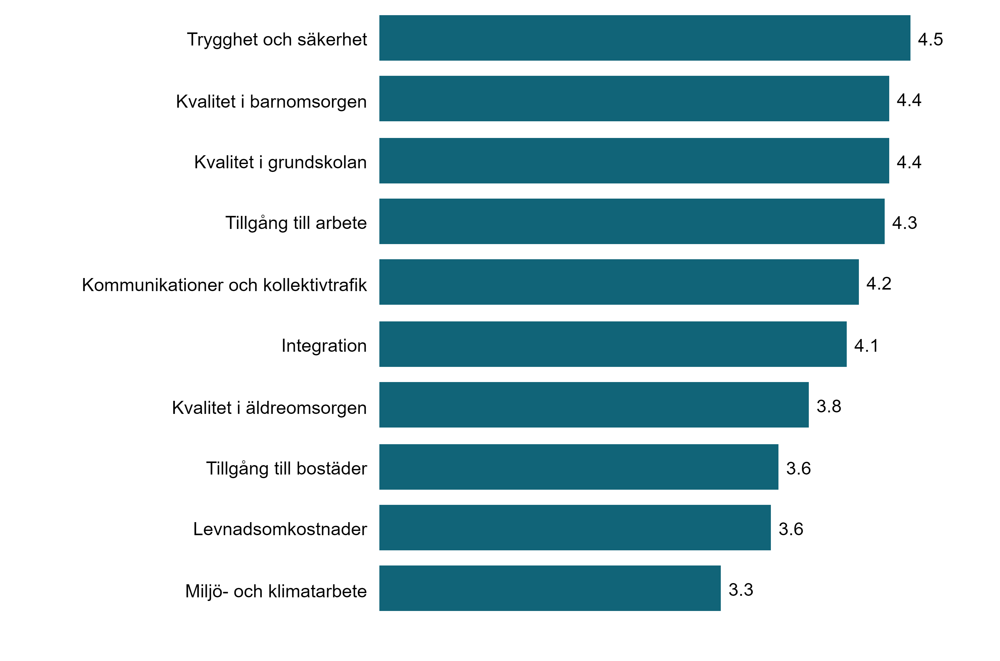 Trygghet och säkerhet 4.5
Kvalitet i barnomsorgen 4.4
Kvalitet i grundskolan 4.4
Tillgång till arbete 4.3
Kommunikationer och kollektivtrafik 4.2
Integration 4.1
Kvalitet i äldreomsorgen 3.8
Tillgång till bostäder 3.6
Levnadsomkostnader 3.6
Miljö- och klimatarbete 3.3